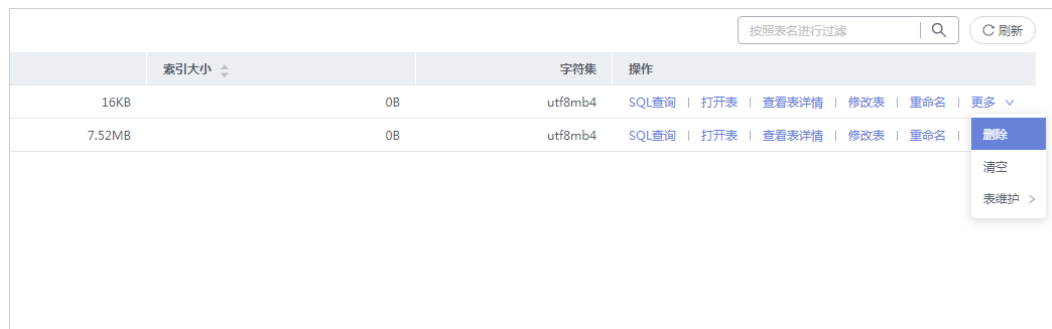 按照表名进行过滤 刷新
索引大小 字符集 操作
16KB 0B utf8mb4 SQL查询 | 打开表 | 查看表详情 | 修改表 | 重命名 | 更多
7.52MB 0B utf8mb4 SQL查询 | 打开表 | 查看表详情 | 修改表 | 重命名 |
删除
清空
表维护